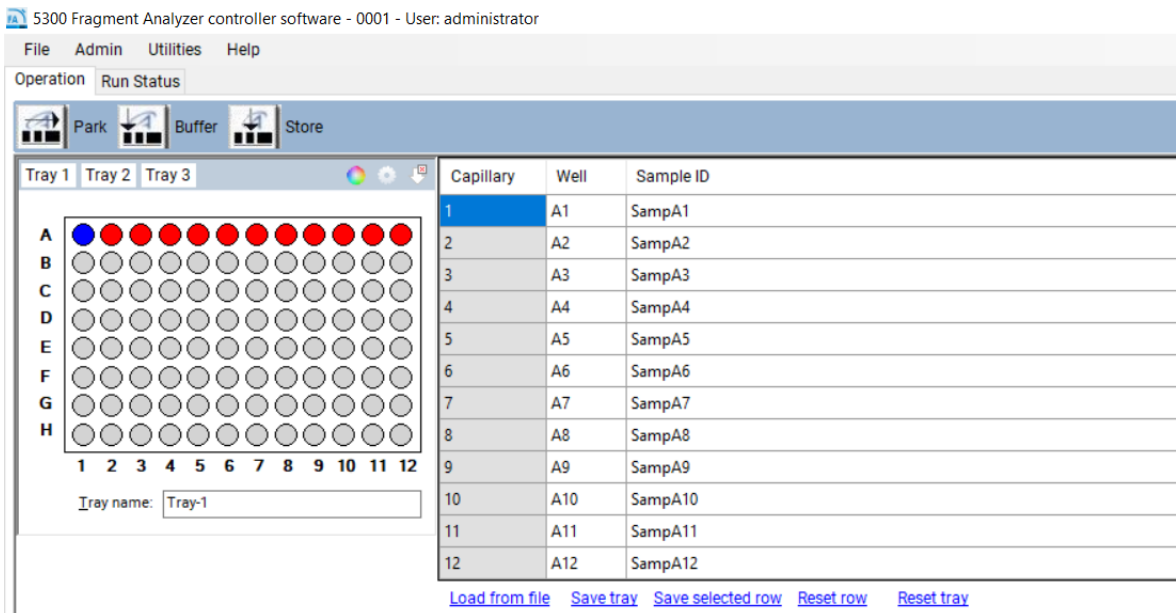 5300 Fragment Analyzer controller software - 0001 - User: administrator
File Admin Utilities Help
Operation Run Status
Park Buffer Store
Tray 1 Tray 2 Tray 3
A
B
C
D
E
F
G
H
1 2 3 4 5 6 7 8 9 10 11 12
Tray name: Tray-1
Capillary Well Sample ID
1 A1 SampA1
2 A2 SampA2
3 A3 SampA3
4 A4 SampA4
5 A5 SampA5
6 A6 SampA6
7 A7 SampA7
8 A8 SampA8
9 A9 SampA9
10 A10 SampA10
11 A11 SampA11
12 A12 SampA12
Load from file Save tray Save selected row Reset row Reset tray